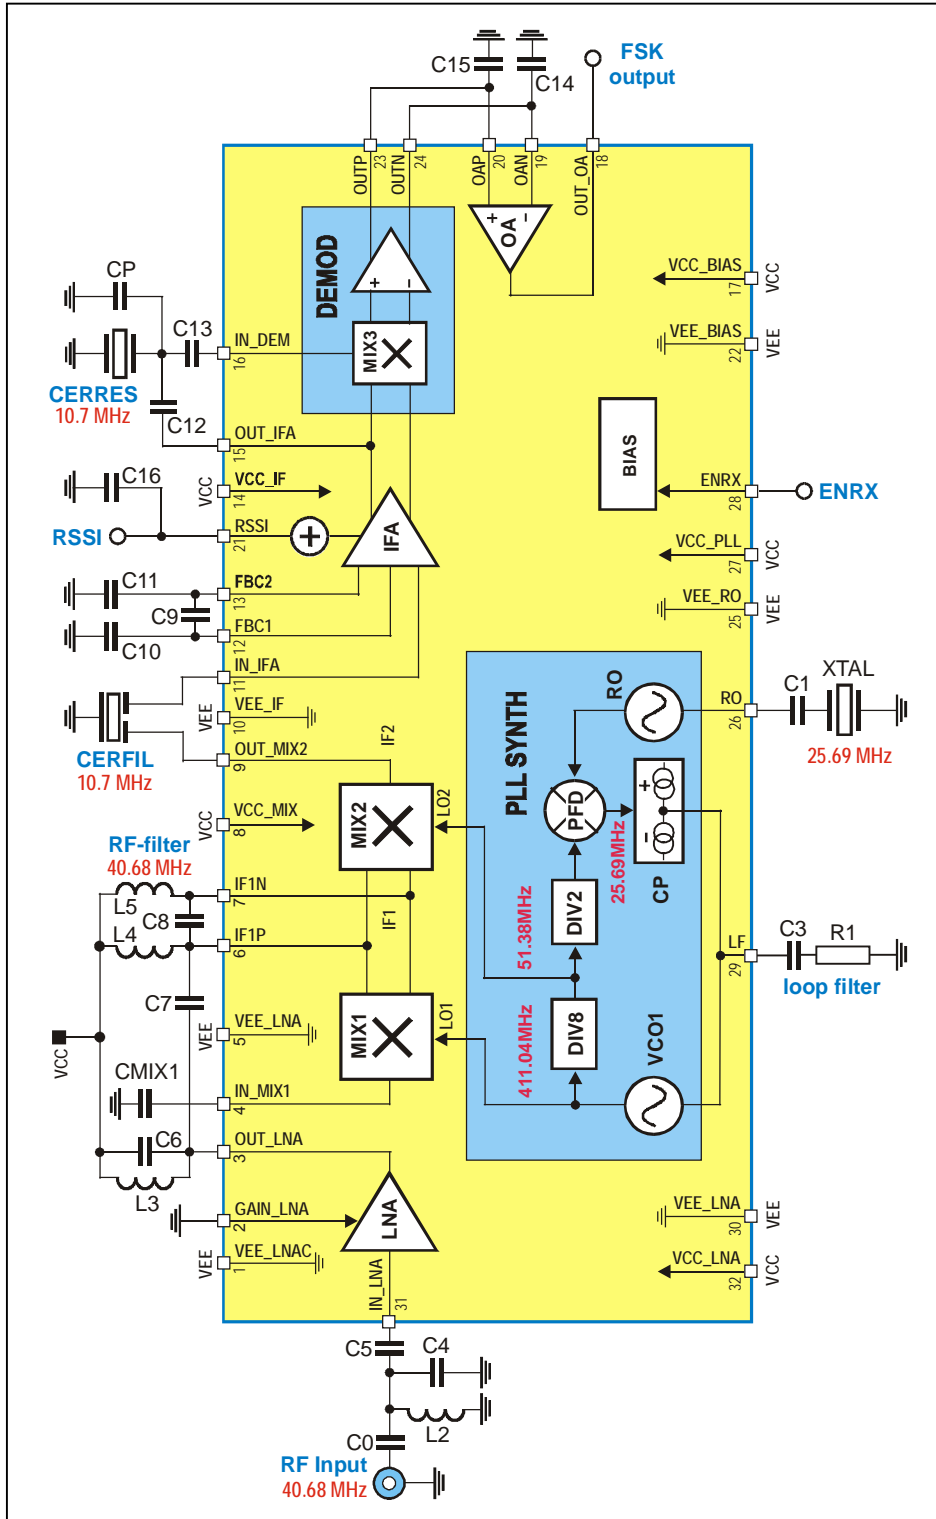 C15
C14
FSK
output
OUTP
23
OUTN
24
OAP
20
OAN
19
OUT_OA
18
DEMOD
+
−
MIX3
+
−
OA
CP
C13
IN_DEM
16
CERRES
10.7 MHz
C12
OUT_IFA
15
VCC_BIAS
17
VCC
VEE_BIAS
22
VEE
C16
VCC
VCC_IF
14
RSSI
RSSI
21
+
IFA
BIAS
ENRX
28
ENRX
VCC_PLL
27
VCC
C11
FBC2
13
C9
C10
FBC1
12
VEE_RO
25
VEE
IN_IFA
11
VEE
VEE_IF
10
OUT_MIX2
9
CERFIL
10.7 MHz
IF2
PLL SYNTH
RO
RO
26
C1
XTAL
25.69 MHz
VCC
VCC_MIX
8
MIX2
LO2
PFD
+
−
CP
25.69MHz
RF-filter
40.68 MHz
L5
IF1N
7
C8
L4
IF1P
6
IF1
51.38MHz
DIV2
LF
29
C3
R1
loop filter
C7
VEE
VEE_LNA
5
VCC
MIX1
LO1
411.04MHz
DIV8
VCO1
CMIX1
IN_MIX1
4
C6
OUT_LNA
3
L3
GAIN_LNA
2
LNA
VEE
VEE_LNAC
1
VEE_LNA
30
VEE
VCC_LNA
32
VCC
IN_LNA
31
C5
C4
L2
C0
RF Input
40.68 MHz